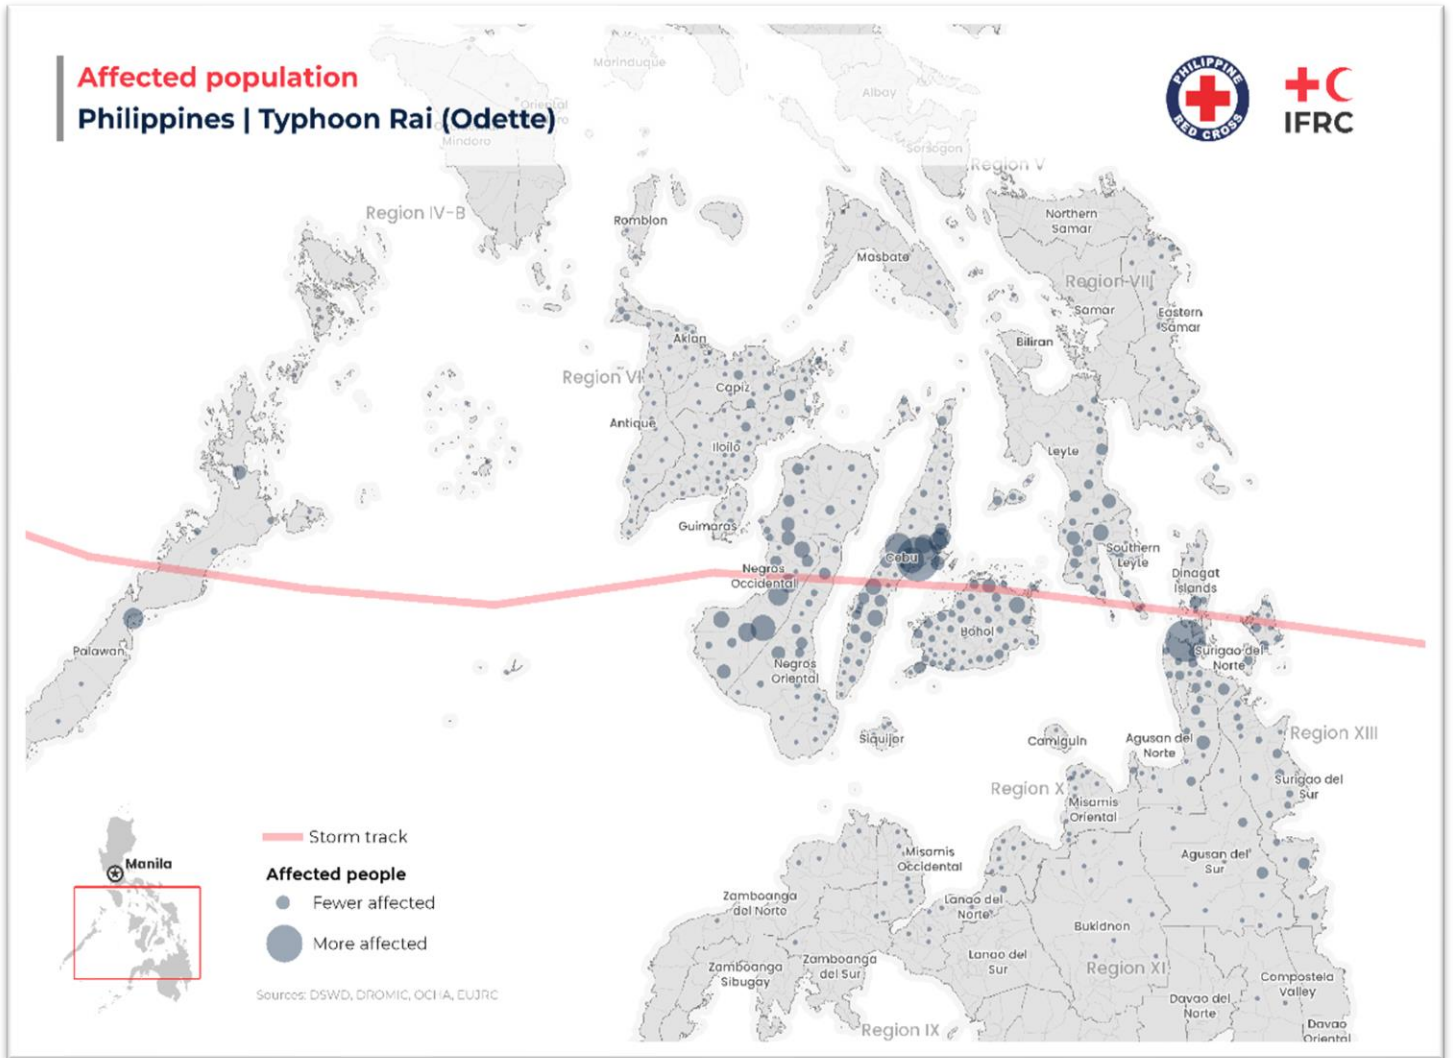 Affected population
Philippines | Typhoon Rai (Odette)
PHILIPPINE
RED CROSS
IFRC
Marinduque
Oriental
Mindoro
Albay
Sorsogon
Region V
Region IV-B
Romblon
Masbate
Northern
Samar
Region VIII
Samar
Eastern
Samar
Biliran
Aklan
Region VI
Capiz
Antique
Iloilo
Leyte
Guimaras
Cebu
Southern
Leyte
Negros
Occidental
Dinagat
Islands
Bohol
Palawan
Surigao del
Norte
Negros
Oriental
Siquijor
Camiguin
Agusan del
Norte
Region XIII
Region X
Surigao del
Sur
Misamis
Oriental
Storm track
Manila
Affected people
Fewer affected
More affected
Sources: DSWD, DROMIC, OCHA, EUJRC
Misamis
Occidental
Agusan del
Sur
Zamboanga
del Norte
Lanao del
Norte
Bukidnon
Zamboanga
del Sur
Lanao del
Sur
Zamboanga
Sibugay
Region XI
Compostela
Valley
Davao del
Norte
Region IX
Davao
Oriental